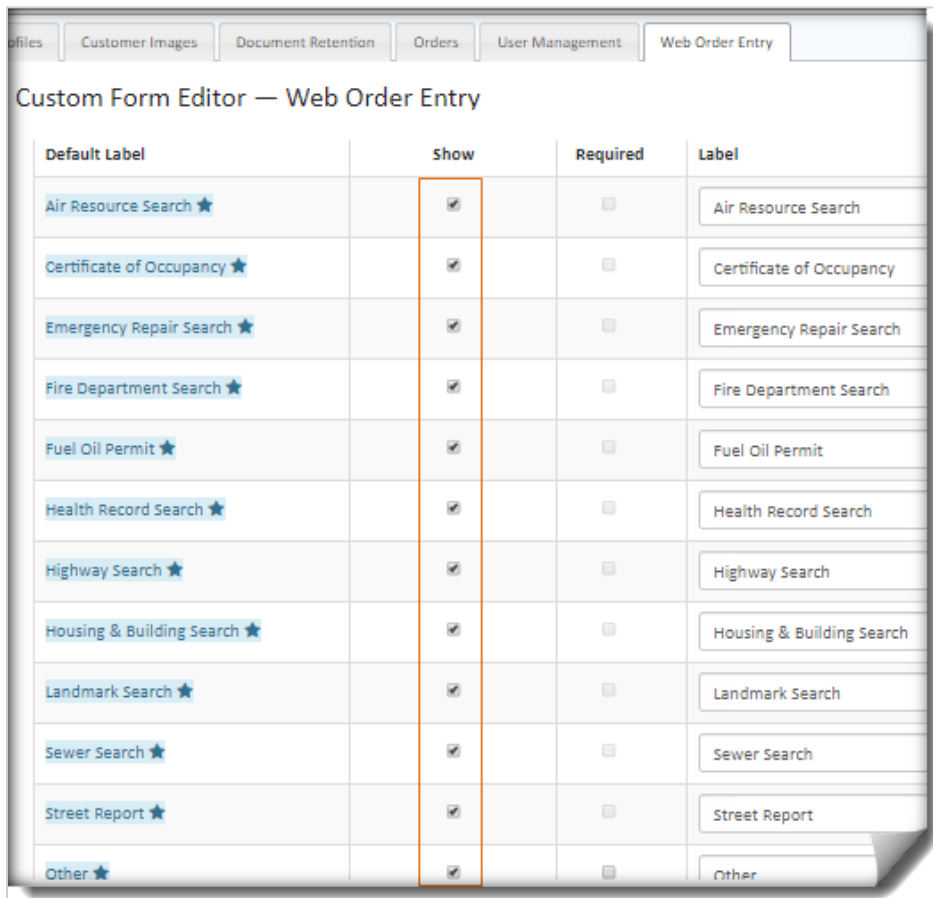 ofiles Customer Images Document Retention Orders User Management Web Order Entry
Custom Form Editor — Web Order Entry
Default Label Show Required Label
Air Resource Search Air Resource Search
Certificate of Occupancy Certificate of Occupancy
Emergency Repair Search Emergency Repair Search
Fire Department Search Fire Department Search
Fuel Oil Permit Fuel Oil Permit
Health Record Search Health Record Search
Highway Search Highway Search
Housing & Building Search Housing & Building Search
Landmark Search Landmark Search
Sewer Search Sewer Search
Street Report Street Report
Other Other